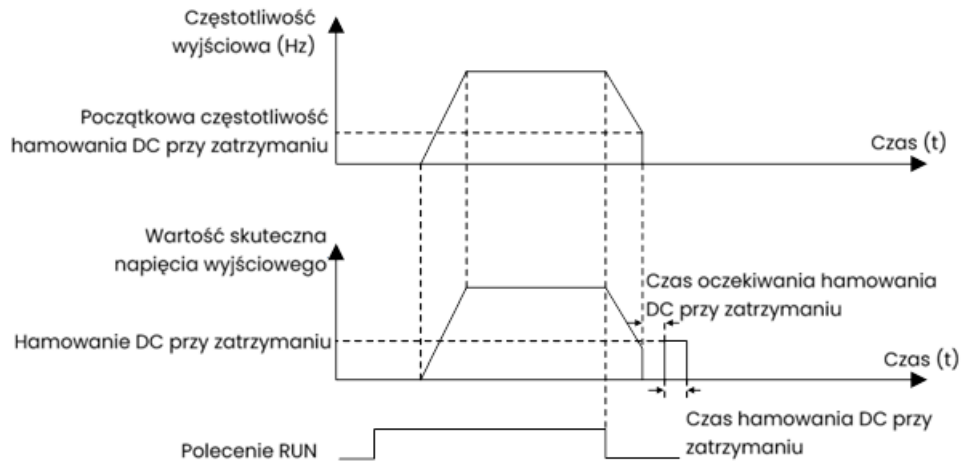 Częstotliwość
wyjściowa (Hz)
Początkowa częstotliwość
hamowania DC przy zatrzymaniu
Czas (t)
Wartość skuteczna
napięcia wyjściowego
Czas oczekiwania hamowania
DC przy zatrzymaniu
Hamowanie DC przy zatrzymaniu
Czas (t)
Czas hamowania DC przy
zatrzymaniu
Polecenie RUN